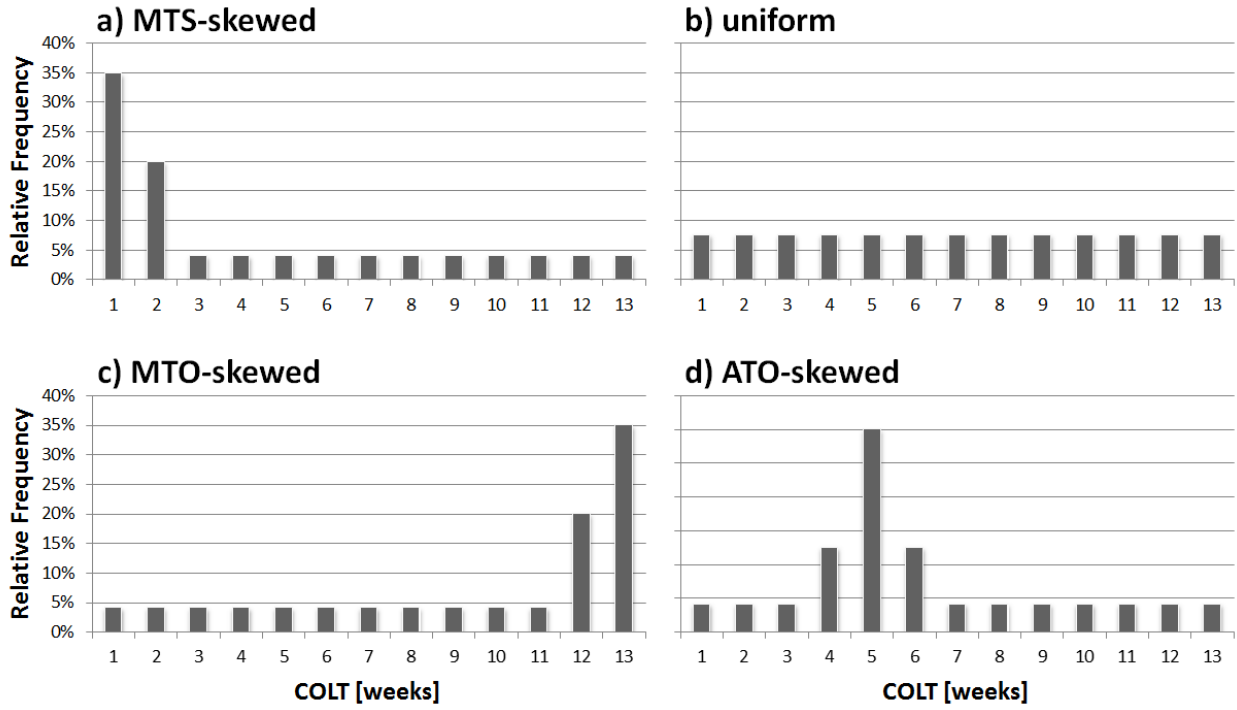 a) MTS-skewed
b) uniform
Relative Frequency
40%
35%
30%
25%
20%
15%
10%
5%
0%
1 2 3 4 5 6 7 8 9 10 11 12 13
1 2 3 4 5 6 7 8 9 10 11 12 13
c) MTO-skewed
d) ATO-skewed
Relative Frequency
40%
35%
30%
25%
20%
15%
10%
5%
0%
1 2 3 4 5 6 7 8 9 10 11 12 13
1 2 3 4 5 6 7 8 9 10 11 12 13
COLT [weeks]
COLT [weeks]